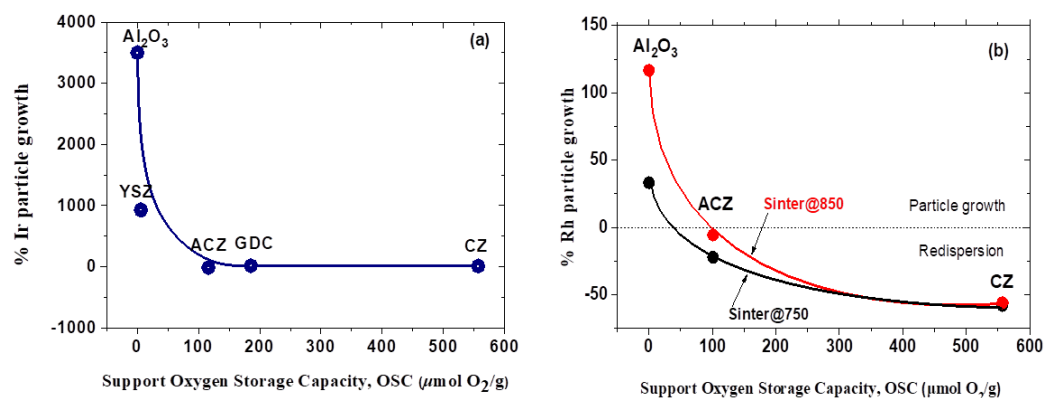 (a)
% Ir particle growth
4000
3000
2000
1000
0
-1000
Al2O3
YSZ
ACZ
GDC
CZ
0 100 200 300 400 500 600
Support Oxygen Storage Capacity, OSC (μmol O2/g)
(b)
% Rh particle growth
150
100
50
0
-50
Al2O3
ACZ
Sinter@850
Particle growth
Redispersion
CZ
Sinter@750
0 100 200 300 400 500 600
Support Oxygen Storage Capacity, OSC (μmol O,/g)